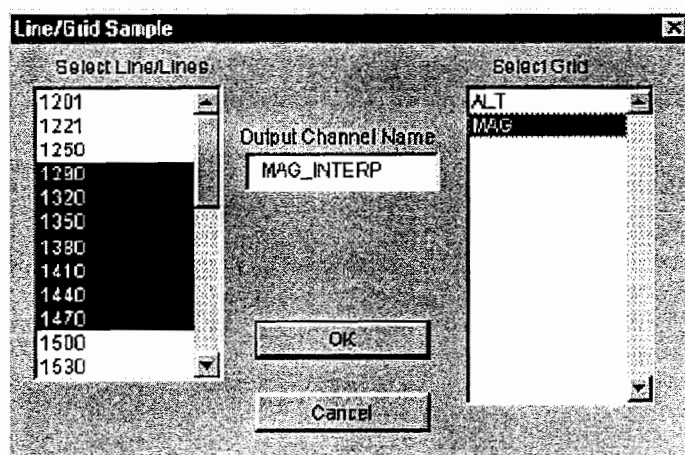 Line/Grid Sample
Select Line/Lines
1201
1221
1250
1290
1320
1350
1380
1410
1440
1470
1500
1530
Output Channel Name
MAG_INTERP
OK
Cancel
Select Grid
ALT
MAG